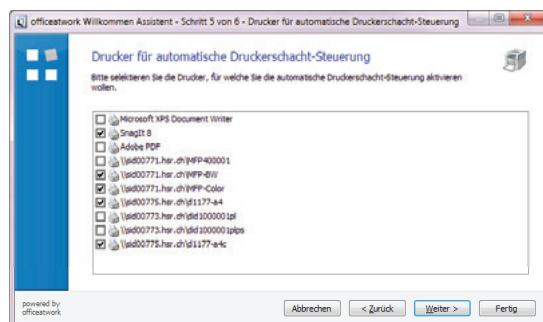 officeatwork Willkommen Assistent - Schritt 5 von 6 - Drucker für automatische Druckerschacht-Steuerung
Drucker für automatische Druckerschacht-Steuerung
Bitte selektieren Sie die Drucker, für welche Sie die automatische Druckerschacht-Steuerung aktivieren
wollen.
Microsoft XPS Document Writer
SnagIt 8
Adobe PDF
\\sid00771.hsr.ch\MFP400001
\\sid00771.hsr.ch\MFP-BW
\\sid00771.hsr.ch\MFP-Color
\\sid00775.hsr.ch\d1177-a4
\\sid00773.hsr.ch\did1000001pl
\\sid00773.hsr.ch\did1000001plps
\\sid00775.hsr.ch\d1177-a4c
powered by
officeatwork
Abbrechen
< Zurück
Weiter >
Fertig